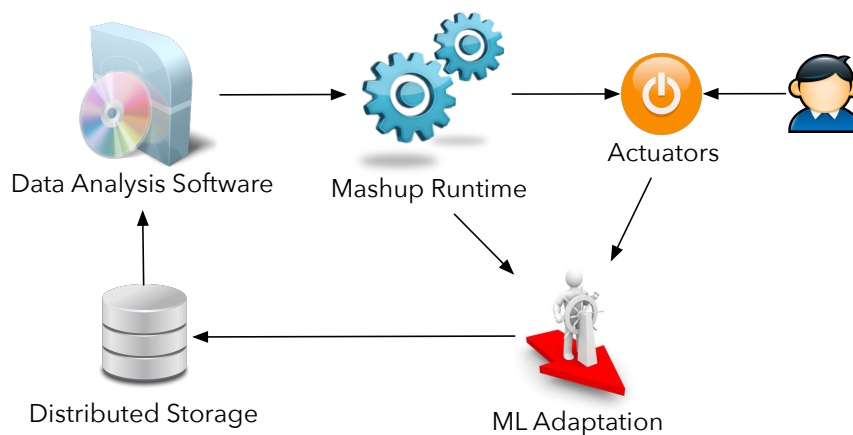 Data Analysis Software
Mashup Runtime
Actuators
Distributed Storage
ML Adaptation